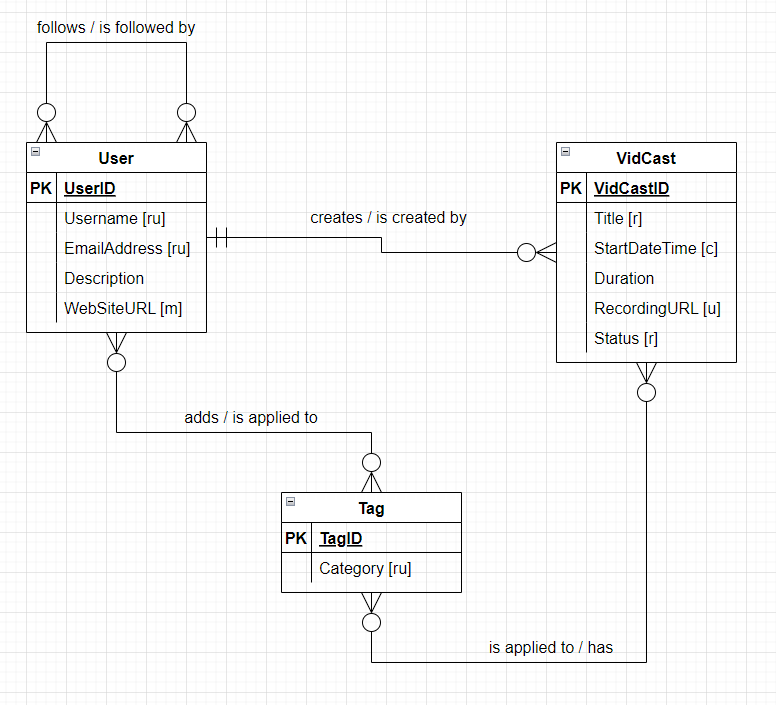 follows / is followed by
User
PK UserID
Username [ru]
EmailAddress [ru]
Description
WebSiteURL [m]
creates / is created by
VidCast
PK VidCastID
Title [r]
StartDateTime [c]
Duration
RecordingURL [u]
Status [r]
adds / is applied to
Tag
PK TagID
Category [ru]
is applied to / has